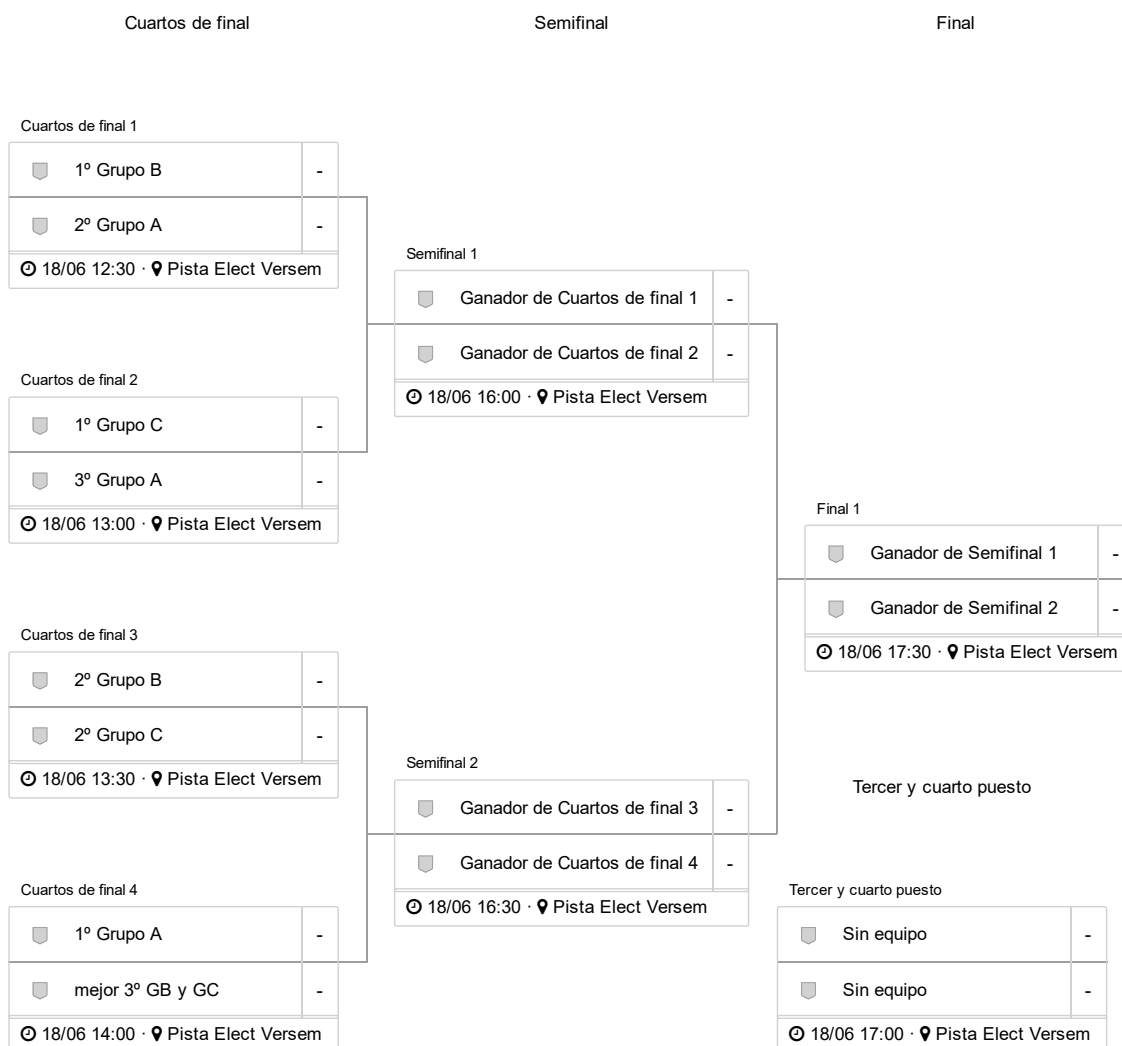 Cuartos de final
Semifinal
Final
Cuartos de final 1
1º Grupo B -
2º Grupo A -
18/06 12:30 · Pista Elect Versem
Cuartos de final 2
1º Grupo C -
3º Grupo A -
18/06 13:00 · Pista Elect Versem
Cuartos de final 3
2º Grupo B -
2º Grupo C -
18/06 13:30 · Pista Elect Versem
Cuartos de final 4
1º Grupo A -
mejor 3º GB y GC -
18/06 14:00 · Pista Elect Versem
Semifinal 1
Ganador de Cuartos de final 1 -
Ganador de Cuartos de final 2 -
18/06 16:00 · Pista Elect Versem
Semifinal 2
Ganador de Cuartos de final 3 -
Ganador de Cuartos de final 4 -
18/06 16:30 · Pista Elect Versem
Final 1
Ganador de Semifinal 1 -
Ganador de Semifinal 2 -
18/06 17:30 · Pista Elect Versem
Tercer y cuarto puesto
Tercer y cuarto puesto
Sin equipo -
Sin equipo -
18/06 17:00 · Pista Elect Versem